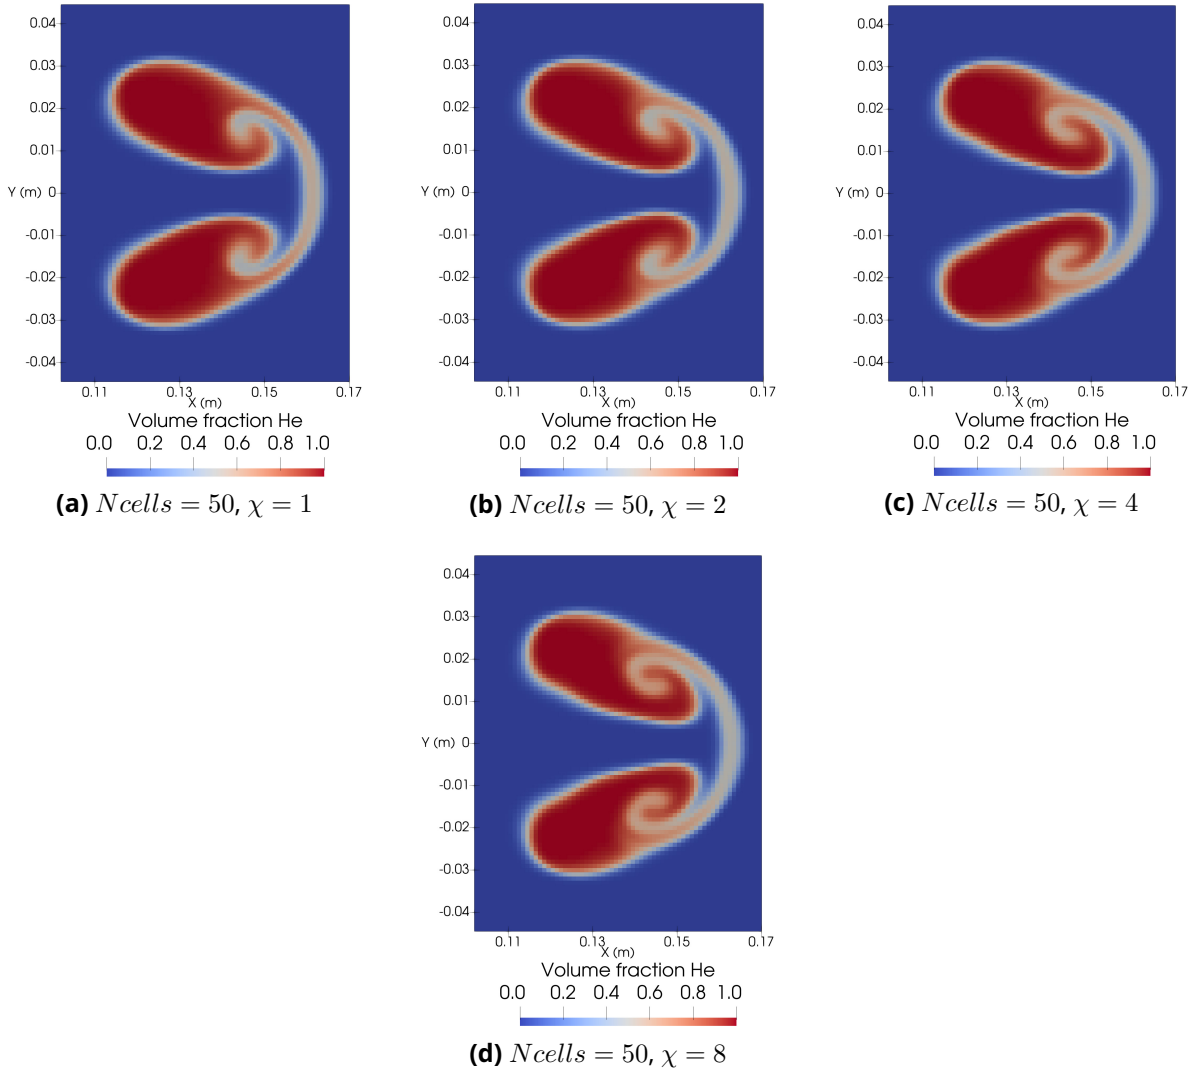 0.04
0.03
0.02
0.01
Y (m) 0
-0.01
-0.02
-0.03
-0.04
0.11 0.13 0.15 0.17
X (m)
Volume fraction He
0.0 0.2 0.4 0.6 0.8 1.0
(a) Ncells = 50, χ = 1
0.04
0.03
0.02
0.01
Y (m) 0
-0.01
-0.02
-0.03
-0.04
0.11 0.13 0.15 0.17
X (m)
Volume fraction He
0.0 0.2 0.4 0.6 0.8 1.0
(b) Ncells = 50, χ = 2
0.04
0.03
0.02
0.01
Y (m) 0
-0.01
-0.02
-0.03
-0.04
0.11 0.13 0.15 0.17
X (m)
Volume fraction He
0.0 0.2 0.4 0.6 0.8 1.0
(c) Ncells = 50, χ = 4
0.04
0.03
0.02
0.01
Y (m) 0
-0.01
-0.02
-0.03
-0.04
0.11 0.13 0.15 0.17
X (m)
Volume fraction He
0.0 0.2 0.4 0.6 0.8 1.0
(d) Ncells = 50, χ = 8